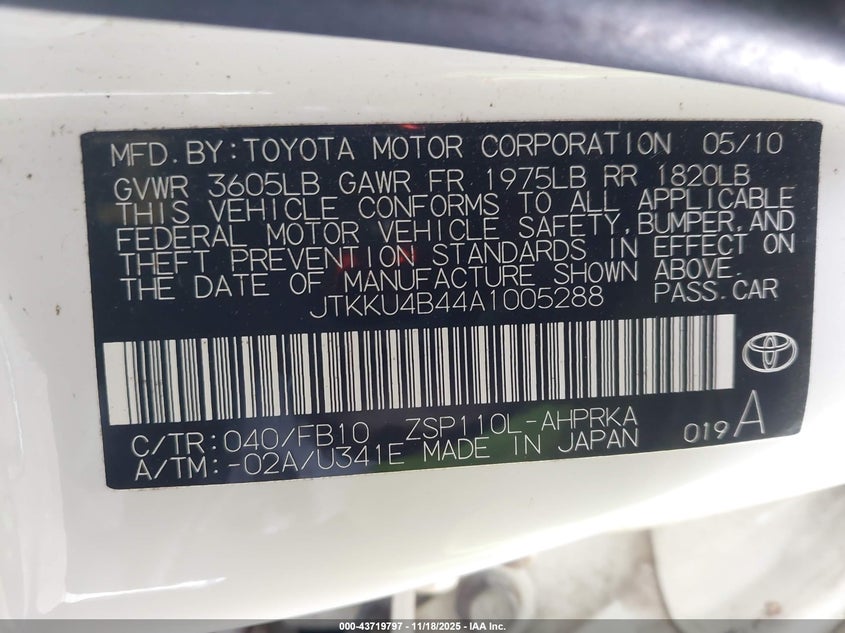 MFD. BY: TOYOTA MOTOR CORPORATION 05/10
GVWR 3605LB GAWR FR 1975LB RR 1820LB
THIS VEHICLE CONFORMS TO ALL APPLICABLE
FEDERAL MOTOR VEHICLE SAFETY, BUMPER, AND
THEFT PREVENTION STANDARDS IN EFFECT ON
THE DATE OF MANUFACTURE SHOWN ABOVE.
JTKKU4B44A1005288 PASS. CAR
C/TR: 040/FB10 ZSP110L-AHPRKA 019A
A/TM: -02A/U341E MADE IN JAPAN
000-43719797 - 11/18/2025 - IAA Inc.